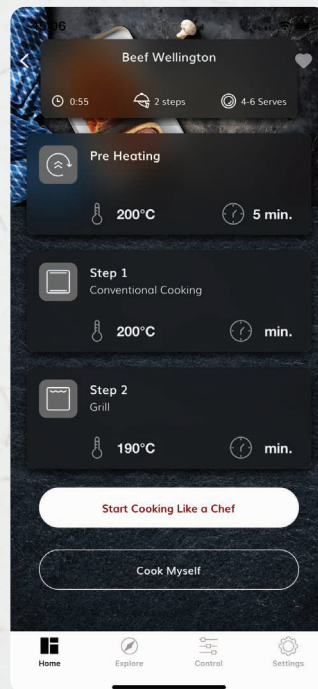 Beef Wellington
0:55 2 steps 4-6 Serves
Pre Heating
200°C 5 min.
Step 1
Conventional Cooking
200°C min.
Step 2
Grill
190°C min.
Start Cooking Like a Chef
Cook Myself
Home Explore Control Settings